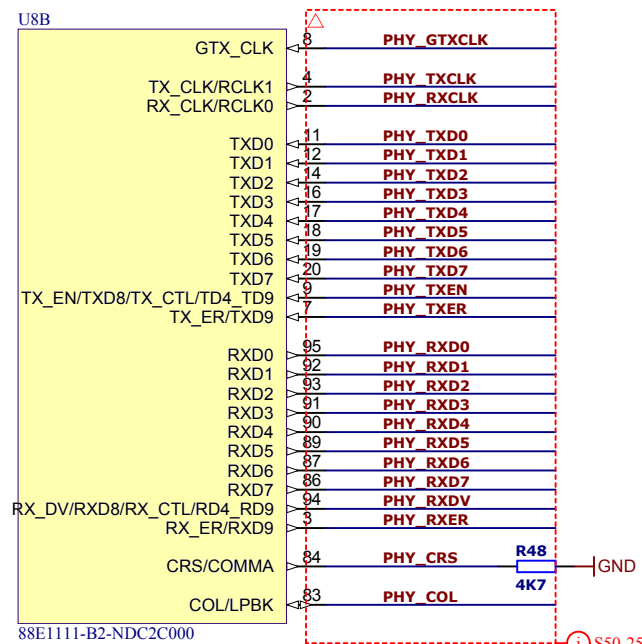 U8B
GTX_CLK 8 PHY_GTXCLK
TX_CLK/RCLK1 4 PHY_TXCLK
RX_CLK/RCLK0 2 PHY_RXCLK
TXD0 11 PHY_TXD0
TXD1 12 PHY_TXD1
TXD2 14 PHY_TXD2
TXD3 16 PHY_TXD3
TXD4 17 PHY_TXD4
TXD5 18 PHY_TXD5
TXD6 19 PHY_TXD6
TXD7 20 PHY_TXD7
TX_EN/TXD8/TX_CTL/TD4_TD9 9 PHY_TXEN
TX_ER/TXD9 7 PHY_TXER
RXD0 95 PHY_RXD0
RXD1 92 PHY_RXD1
RXD2 93 PHY_RXD2
RXD3 91 PHY_RXD3
RXD4 90 PHY_RXD4
RXD5 89 PHY_RXD5
RXD6 87 PHY_RXD6
RXD7 86 PHY_RXD7
RX_DV/RXD8/RX_CTL/RD4_RD9 94 PHY_RXDV
RX_ER/RXD9 3 PHY_RXER
R48
CRS/COMMA 84 PHY_CRS GND
4K7
COL/LPBK 83 PHY_COL
88E1111-B2-NDC2C000
i S50-25